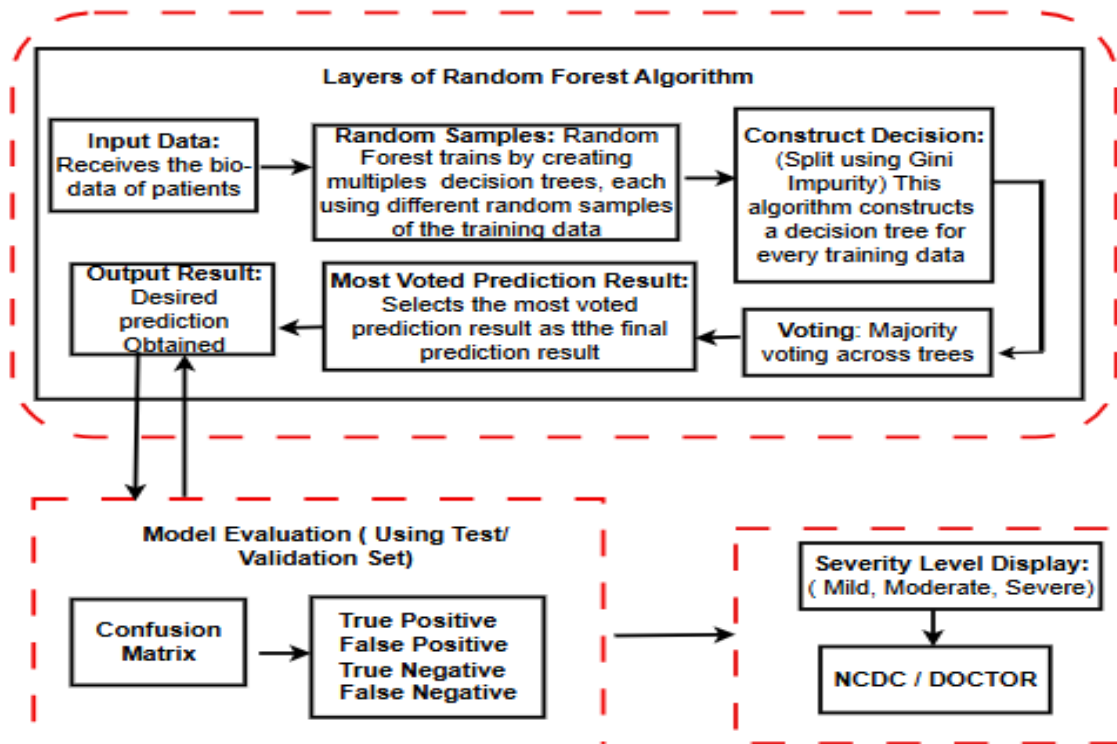 Layers of Random Forest Algorithm
Input Data:
Receives the bio-
data of patients
Random Samples: Random
Forest trains by creating
multiples decision trees, each
using different random samples
of the training data
Construct Decision:
(Split using Gini
Impurity) This
algorithm constructs
a decision tree for
every training data
Voting: Majority
voting across trees
Most Voted Prediction Result:
Selects the most voted
prediction result as tthe final
prediction result
Output Result:
Desired
prediction
Obtained
Model Evaluation ( Using Test/
Validation Set)
Confusion
Matrix
True Positive
False Positive
True Negative
False Negative
Severity Level Display:
( Mild, Moderate, Severe)
NCDC / DOCTOR